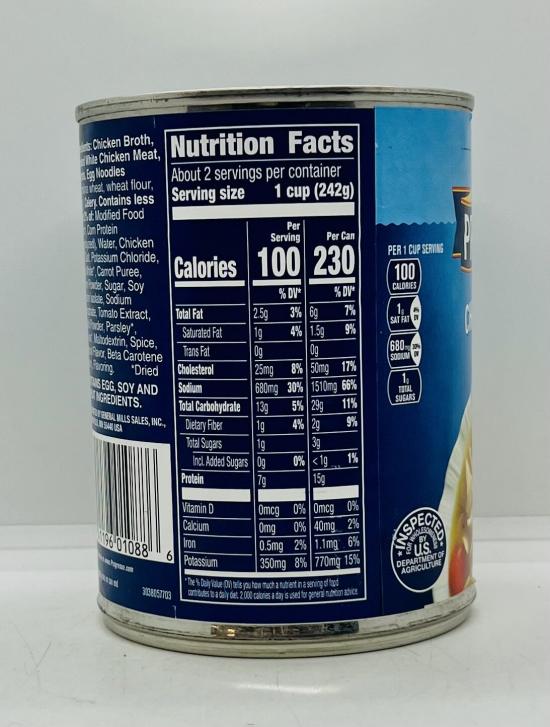 Chicken Broth,
White Chicken Meat,
Egg Noodles
wheat, wheat flour,
Celery. Contains less
of: Modified Food
Corn Protein
Water, Chicken
Potassium Chloride,
Carrot Puree,
Powder, Sugar, Soy
Sodium
Tomato Extract,
Powder, Parsley*,
Maltodextrin, Spice,
Flavor, Beta Carotene
Flavoring. *Dried
EGG, SOY AND
INGREDIENTS.
GENERAL MILLS SALES, INC.,
USA
01088 6
3038057703
Nutrition Facts
About 2 servings per container
Serving size 1 cup (242g)
Per Serving Per Can
Calories 100 230
% DV* % DV*
Total Fat 2.5g 3% 6g 7%
Saturated Fat 1g 4% 1.5g 9%
Trans Fat 0g 0g
Cholesterol 25mg 8% 50mg 17%
Sodium 680mg 30% 1510mg 66%
Total Carbohydrate 13g 5% 29g 11%
Dietary Fiber 1g 4% 2g 9%
Total Sugars 1g 3g
Incl. Added Sugars 0g 0% <1g 1%
Protein 7g 15g
Vitamin D 0mcg 0% 0mcg 0%
Calcium 0mg 0% 40mg 2%
Iron 0.5mg 2% 1.1mg 6%
Potassium 350mg 8% 770mg 15%
*The % Daily Value (DV) tells you how much a nutrient in a serving of food
contributes to a daily diet. 2,000 calories a day is used for general nutrition advice.
PER 1 CUP SERVING
100
CALORIES
1g
SAT FAT
4%
DV
680mg
SODIUM
30%
DV
1g
TOTAL
SUGARS
INSPECTED
FOR WHOLESOMENESS
BY
U.S.
DEPARTMENT OF
AGRICULTURE